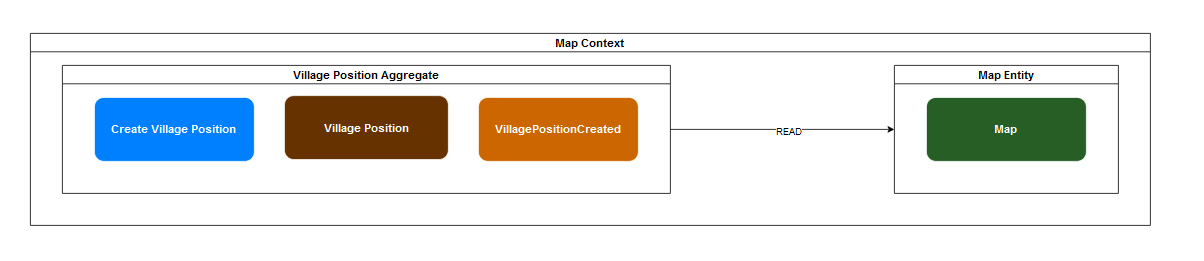 Map Context
Village Position Aggregate
Map Entity
Create Village Position
Village Position
VillagePositionCreated
READ
Map